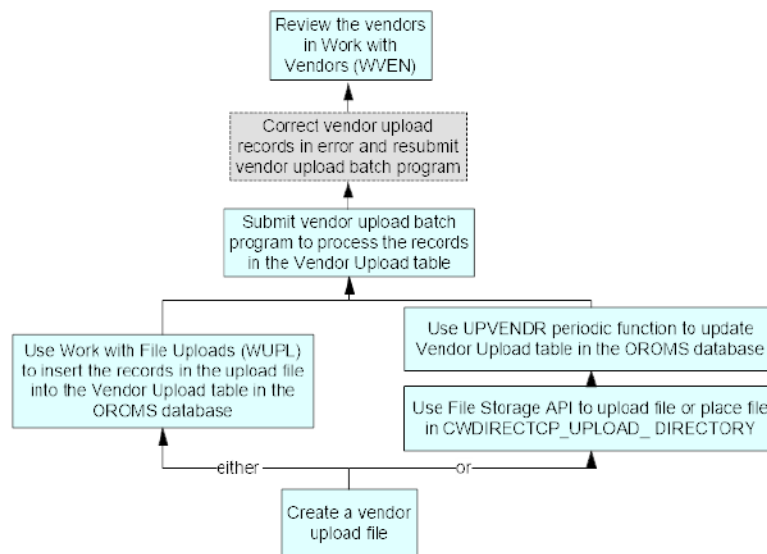 Review the vendors
in Work with
Vendors (WVEN)
Correct vendor upload
records in error and resubmit
vendor upload batch program
Submit vendor upload batch
program to process the records
in the Vendor Upload table
Use Work with File Uploads (WUPL)
to insert the records in the upload file
into the Vendor Upload table in the
OROMS database
Use UPVENDR periodic function to update
Vendor Upload table in the OROMS database
Use File Storage API to upload file or place file
in CWDIRECTCP_UPLOAD_ DIRECTORY
either
or
Create a vendor
upload file